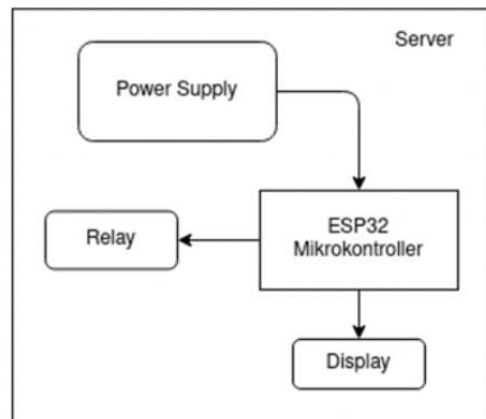 Server
Power Supply
ESP32
Mikrokontroller
Relay
Display